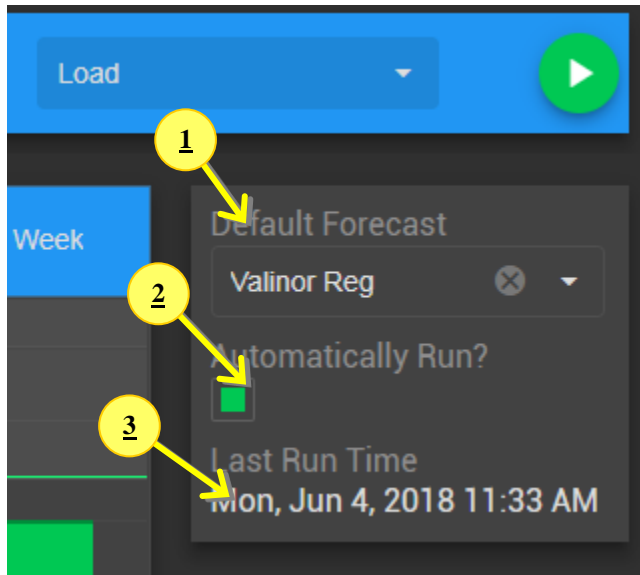 Load
1
Week
Default Forecast
Valinor Reg
2
Automatically Run?
3
Last Run Time
Mon, Jun 4, 2018 11:33 AM